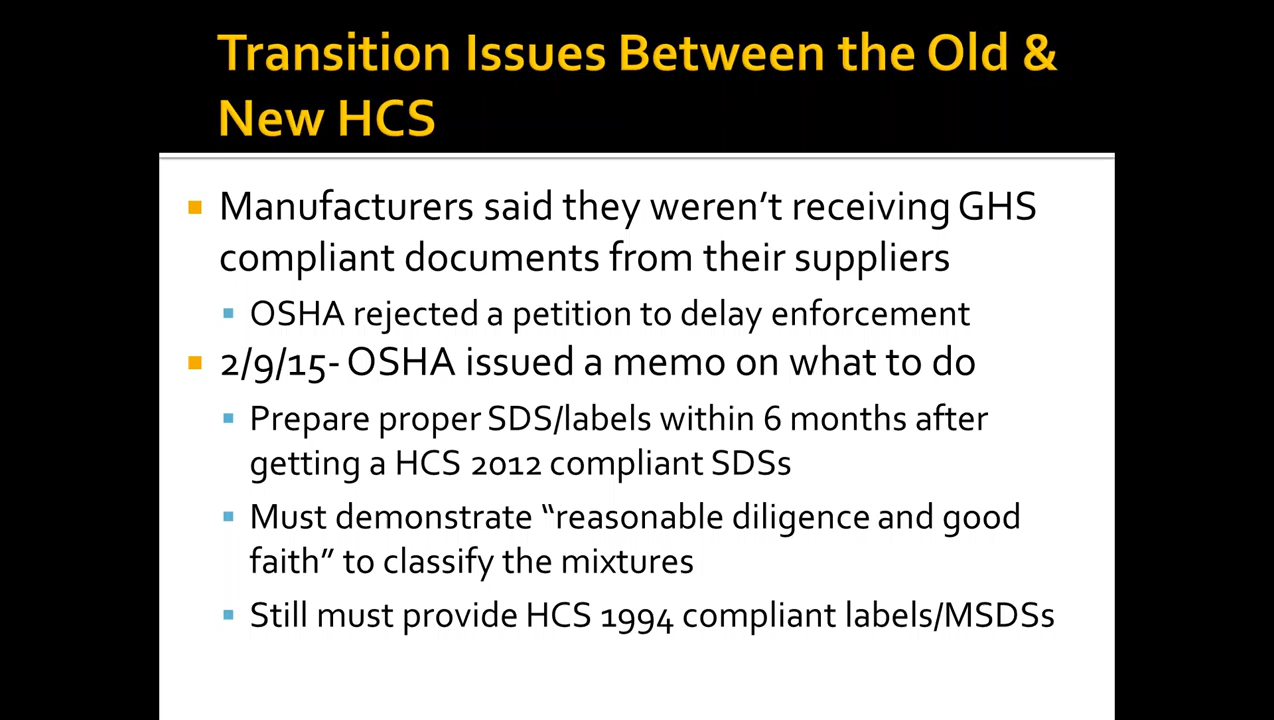 Transition Issues Between the Old &
New HCS
Manufacturers said they weren’t receiving GHS
compliant documents from their suppliers
OSHA rejected a petition to delay enforcement
2/9/15- OSHA issued a memo on what to do
Prepare proper SDS/labels within 6 months after
getting a HCS 2012 compliant SDSs
Must demonstrate “reasonable diligence and good
faith” to classify the mixtures
Still must provide HCS 1994 compliant labels/MSDSs